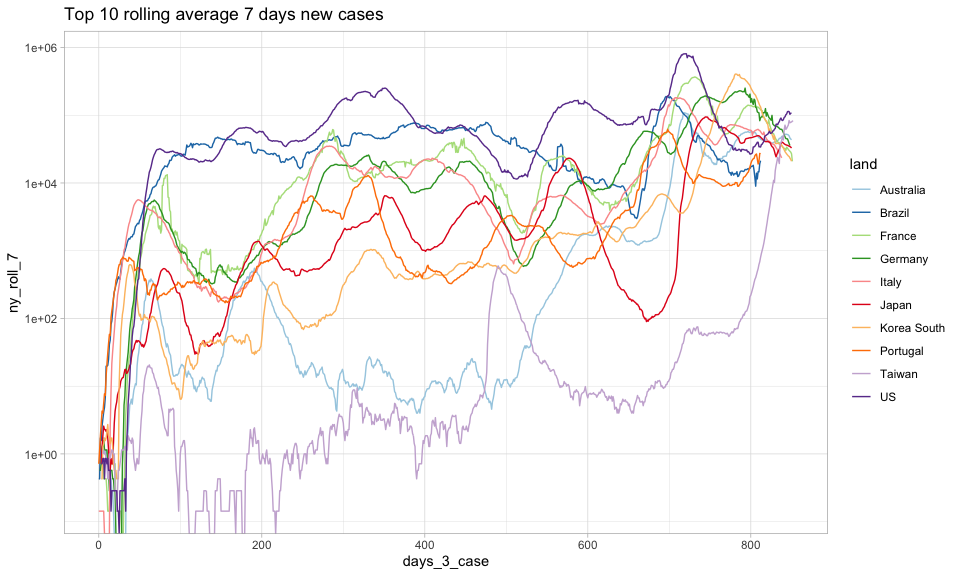 Top 10 rolling average 7 days new cases
1e+06
1e+04
1e+02
1e+00
ny_roll_7
0
200
400
600
800
days_3_case
land
Australia
Brazil
France
Germany
Italy
Japan
Korea South
Portugal
Taiwan
US